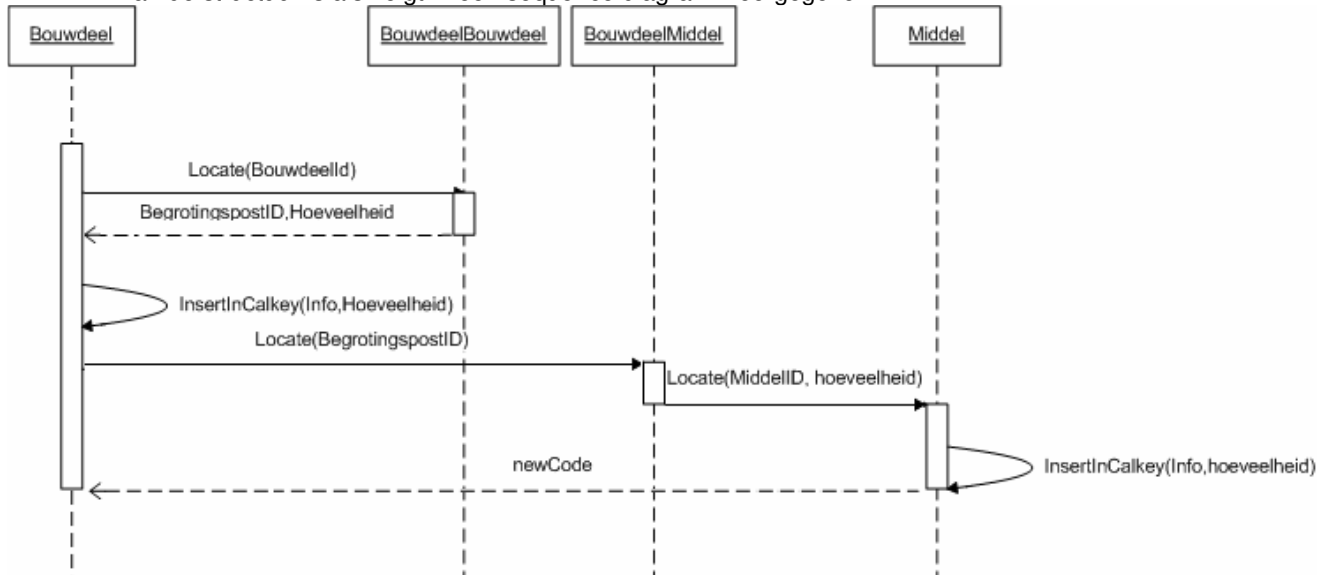 Bouwdeel
BouwdeelBouwdeel
BouwdeelMiddel
Middel
Locate(BouwdeelId)
BegrotingspostID,Hoeveelheid
InsertInCalkey(Info,Hoeveelheid)
Locate(BegrotingspostID)
Locate(MiddelID, hoeveelheid)
newCode
InsertInCalkey(Info,hoeveelheid)